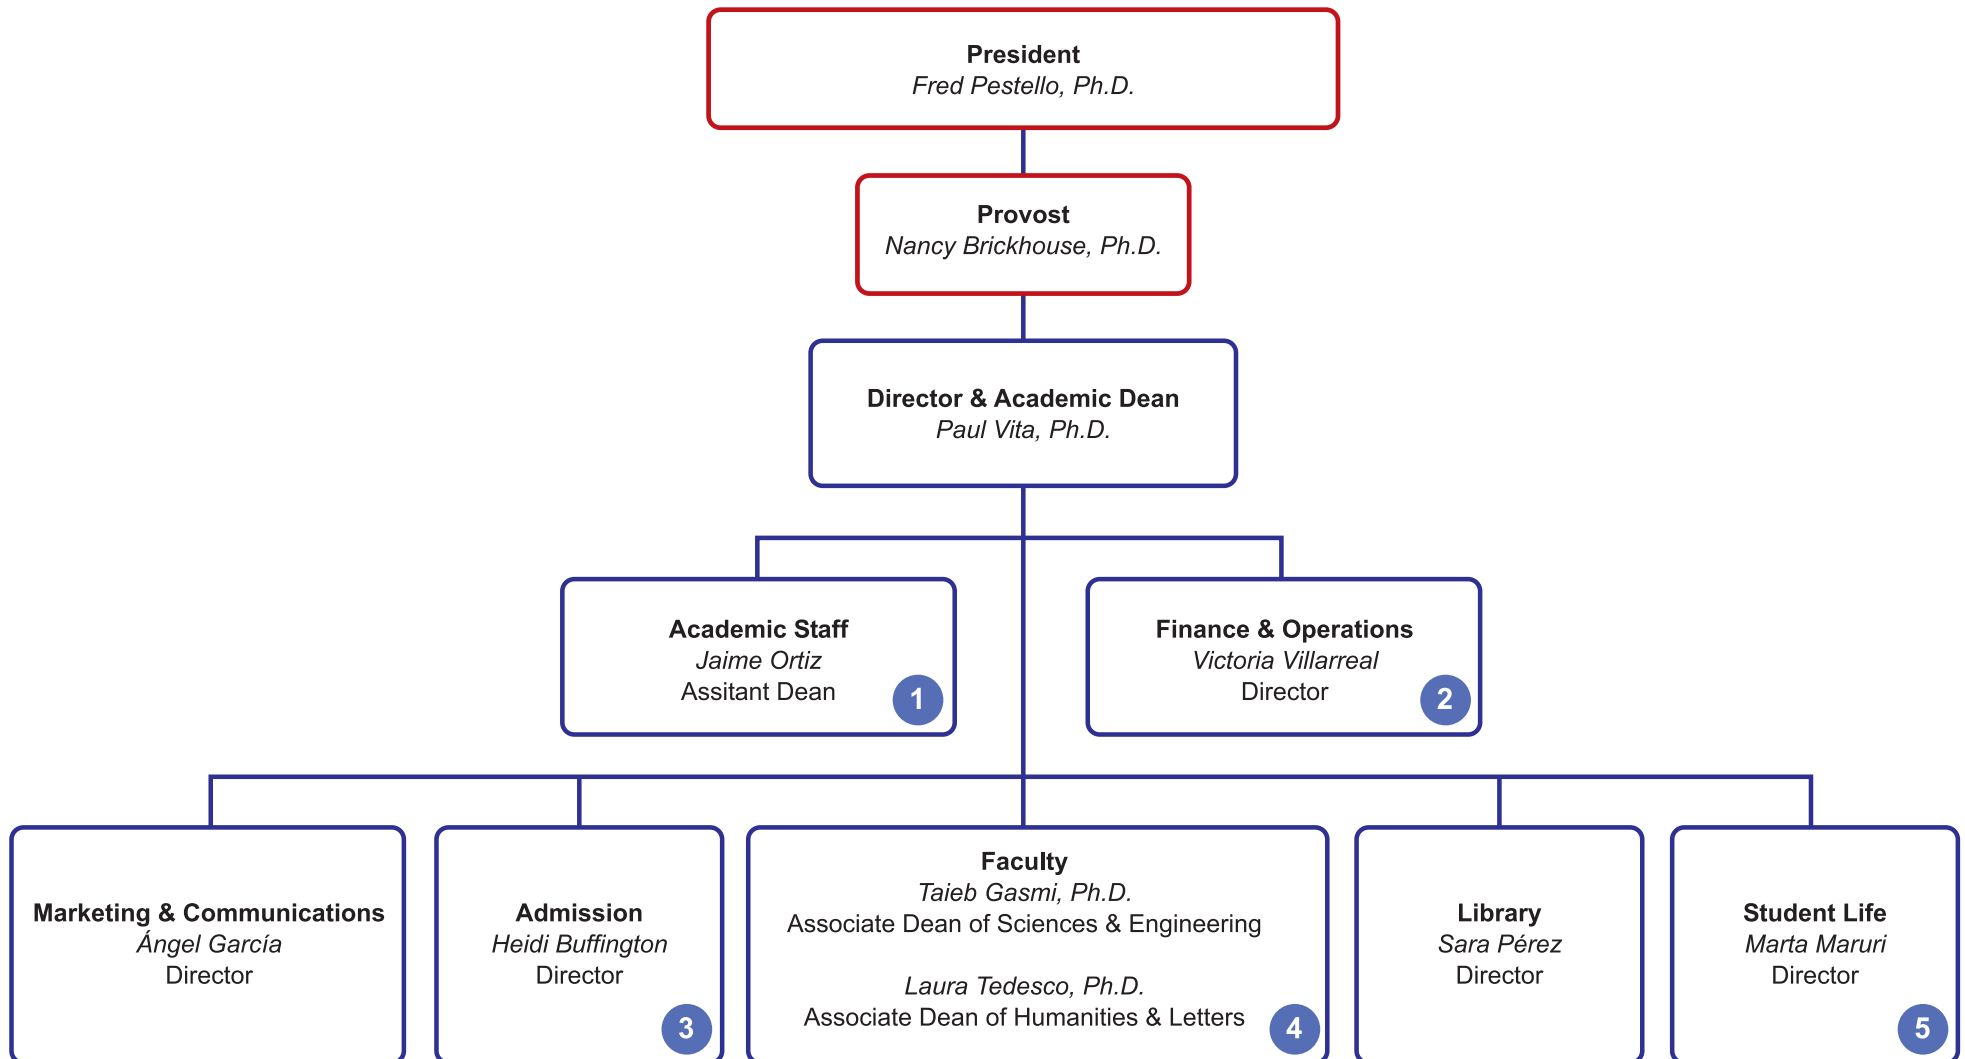 President
Fred Pestello, Ph.D.
Provost
Nancy Brickhouse, Ph.D.
Director & Academic Dean
Paul Vita, Ph.D.
Academic Staff
Jaime Ortiz
Assitant Dean
1
Finance & Operations
Victoria Villarreal
Director
2
Marketing & Communications
Ángel García
Director
Admission
Heidi Buffington
Director
3
Faculty
Taieb Gasmi, Ph.D.
Associate Dean of Sciences & Engineering
Laura Tedesco, Ph.D.
Associate Dean of Humanities & Letters
4
Library
Sara Pérez
Director
Student Life
Marta Maruri
Director
5